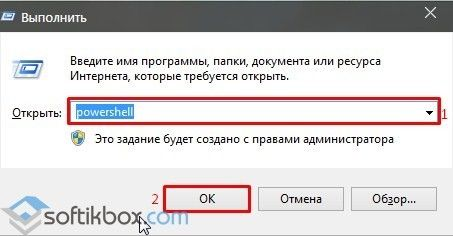 Выполнить
Введите имя программы, папки, документа или ресурса
Интернета, которые требуется открыть.
Открыть: powershell 1
Это задание будет создано с правами администратора
2 ОК Отмена Обзор...
softikbox.com